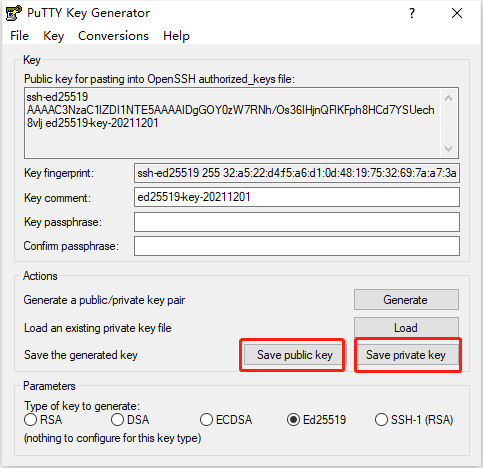 PuTTY Key Generator
? ×
File Key Conversions Help
Key
Public key for pasting into OpenSSH authorized_keys file:
ssh-ed25519
AAAAC3NzaC1lZDI1NTE5AAAAIDgGOY0zW7RNh/Os36IHjnQFlKFph8HCd7YSUech
8vlj ed25519-key-20211201
Key fingerprint: ssh-ed25519 255 32:a5:22:d4:f5:a6:d1:0d:48:19:75:32:69:7a:a7:3a
Key comment: ed25519-key-20211201
Key passphrase:
Confirm passphrase:
Actions
Generate a public/private key pair Generate
Load an existing private key file Load
Save the generated key Save public key Save private key
Parameters
Type of key to generate:
RSA DSA ECDSA Ed25519 SSH-1 (RSA)
(nothing to configure for this key type)